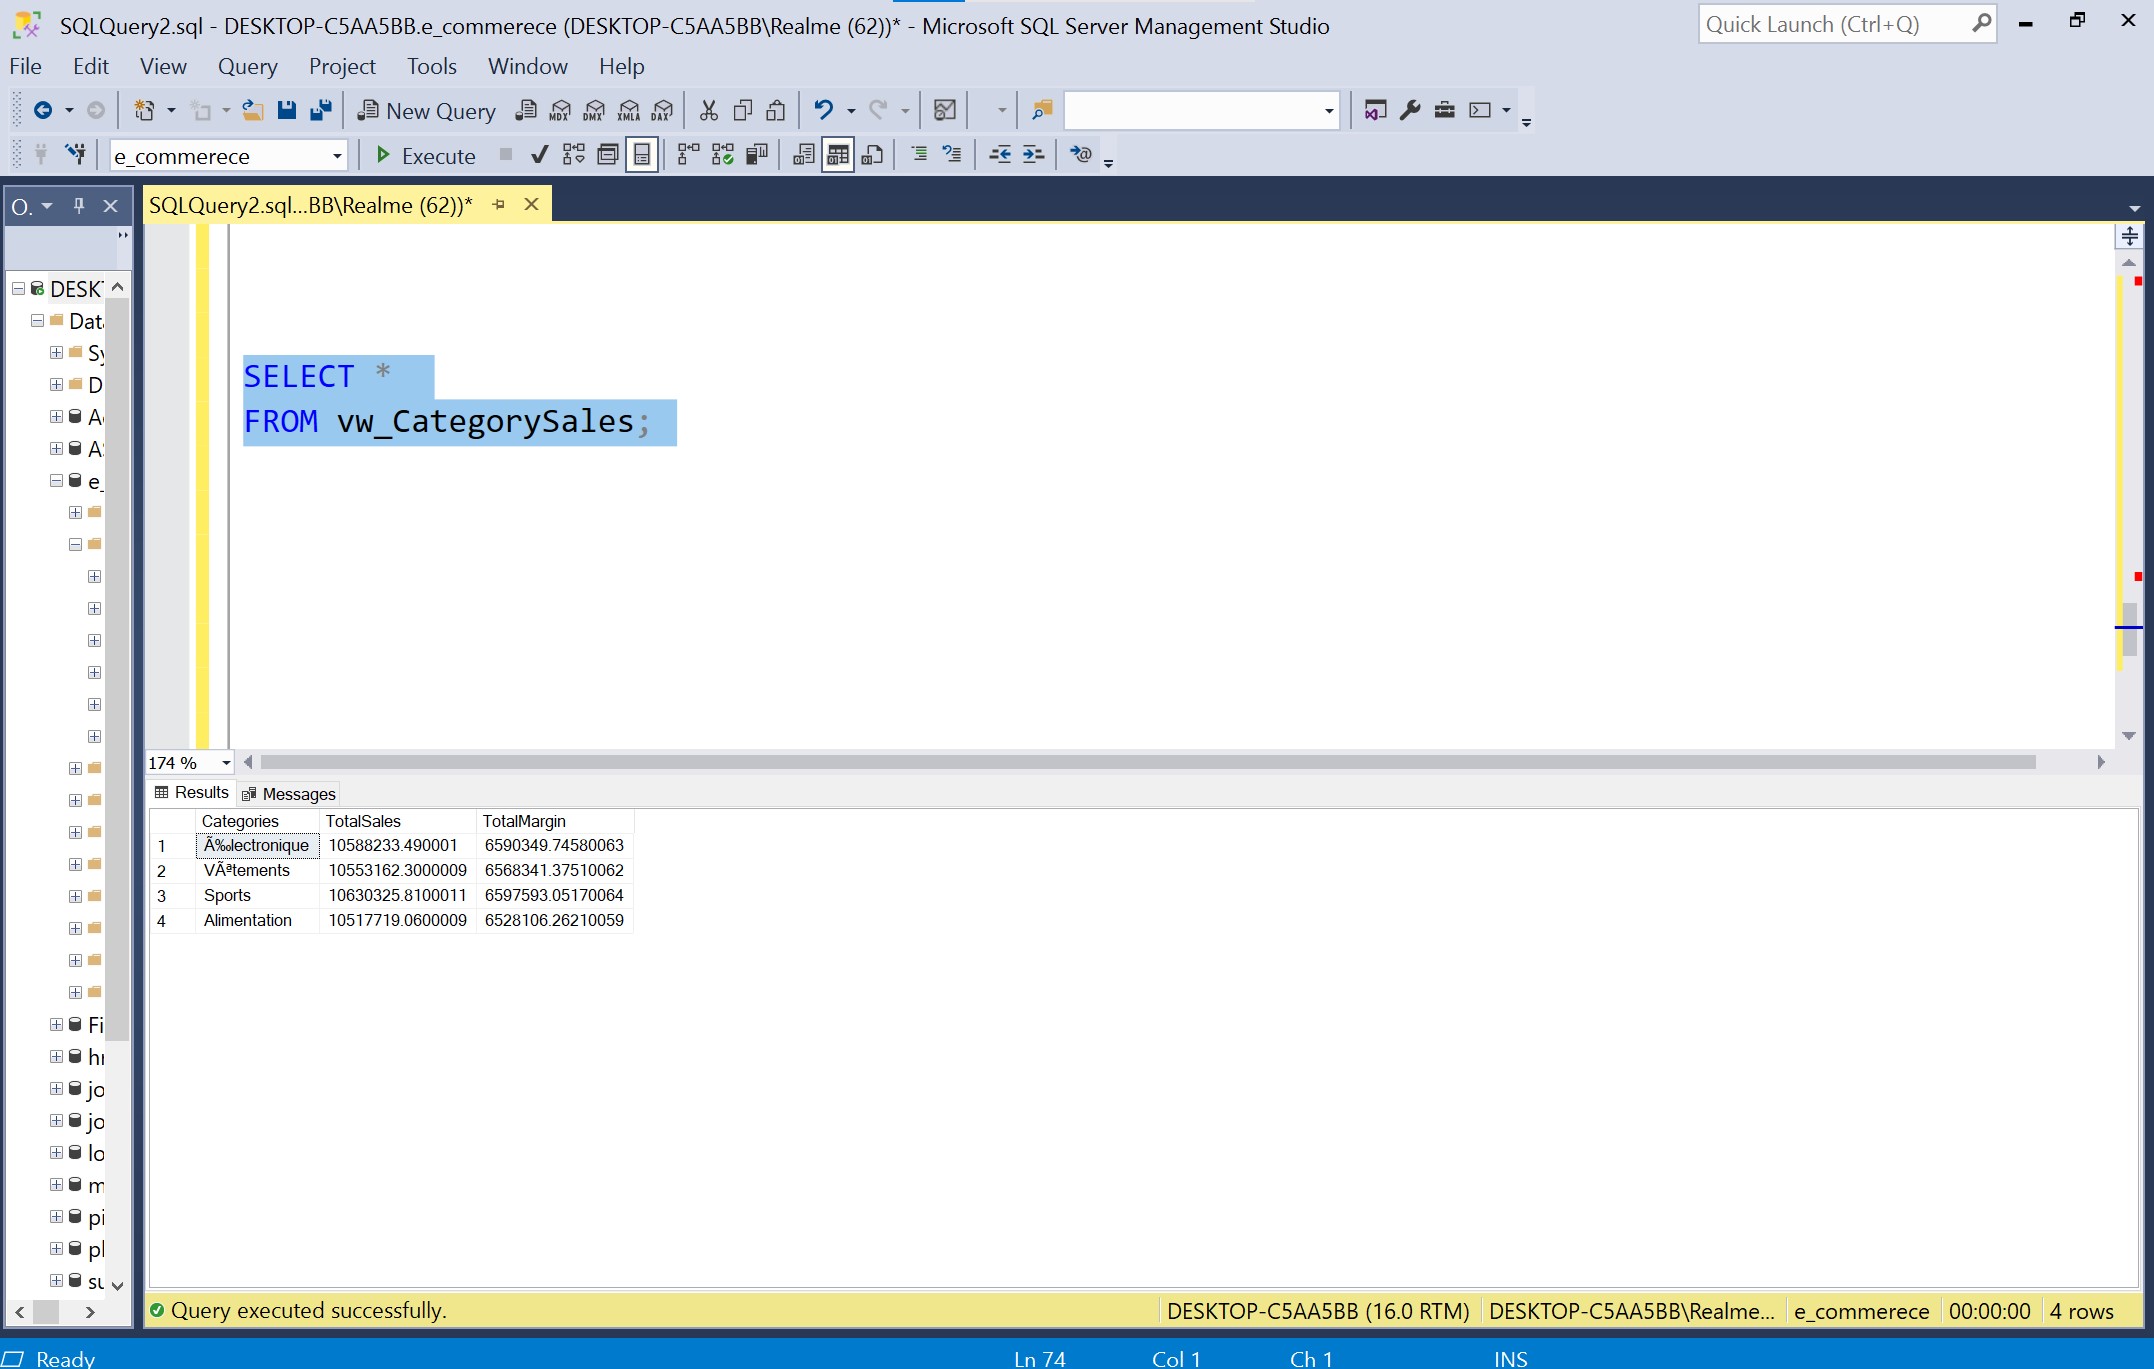 SQLQuery2.sql - DESKTOP-C5AA5BB.e_commerece (DESKTOP-C5AA5BB\Realme (62))* - Microsoft SQL Server Management Studio
Quick Launch (Ctrl+Q)
File Edit View Query Project Tools Window Help
New Query MDX DMX XMLA DAX
e_commerece Execute
O.
SQLQuery2.sql...BB\Realme (62))*
DESK
Data
Sy
D
A
e_
Fi
jo
jo
lo
m
pi
su
SELECT *
FROM vw_CategorySales;
174 %
Results Messages
Categories TotalSales TotalMargin
1 Ã‰lectronique 10588233.490001 6590349.74580063
2 VÃªtements 10553162.3000009 6568341.37510062
3 Sports 10630325.8100011 6597593.05170064
4 Alimentation 10517719.0600009 6528106.26210059
Query executed successfully. DESKTOP-C5AA5BB (16.0 RTM) DESKTOP-C5AA5BB\Realme... e_commerece 00:00:00 4 rows
Ready Ln 74 Col 1 Ch 1 INS